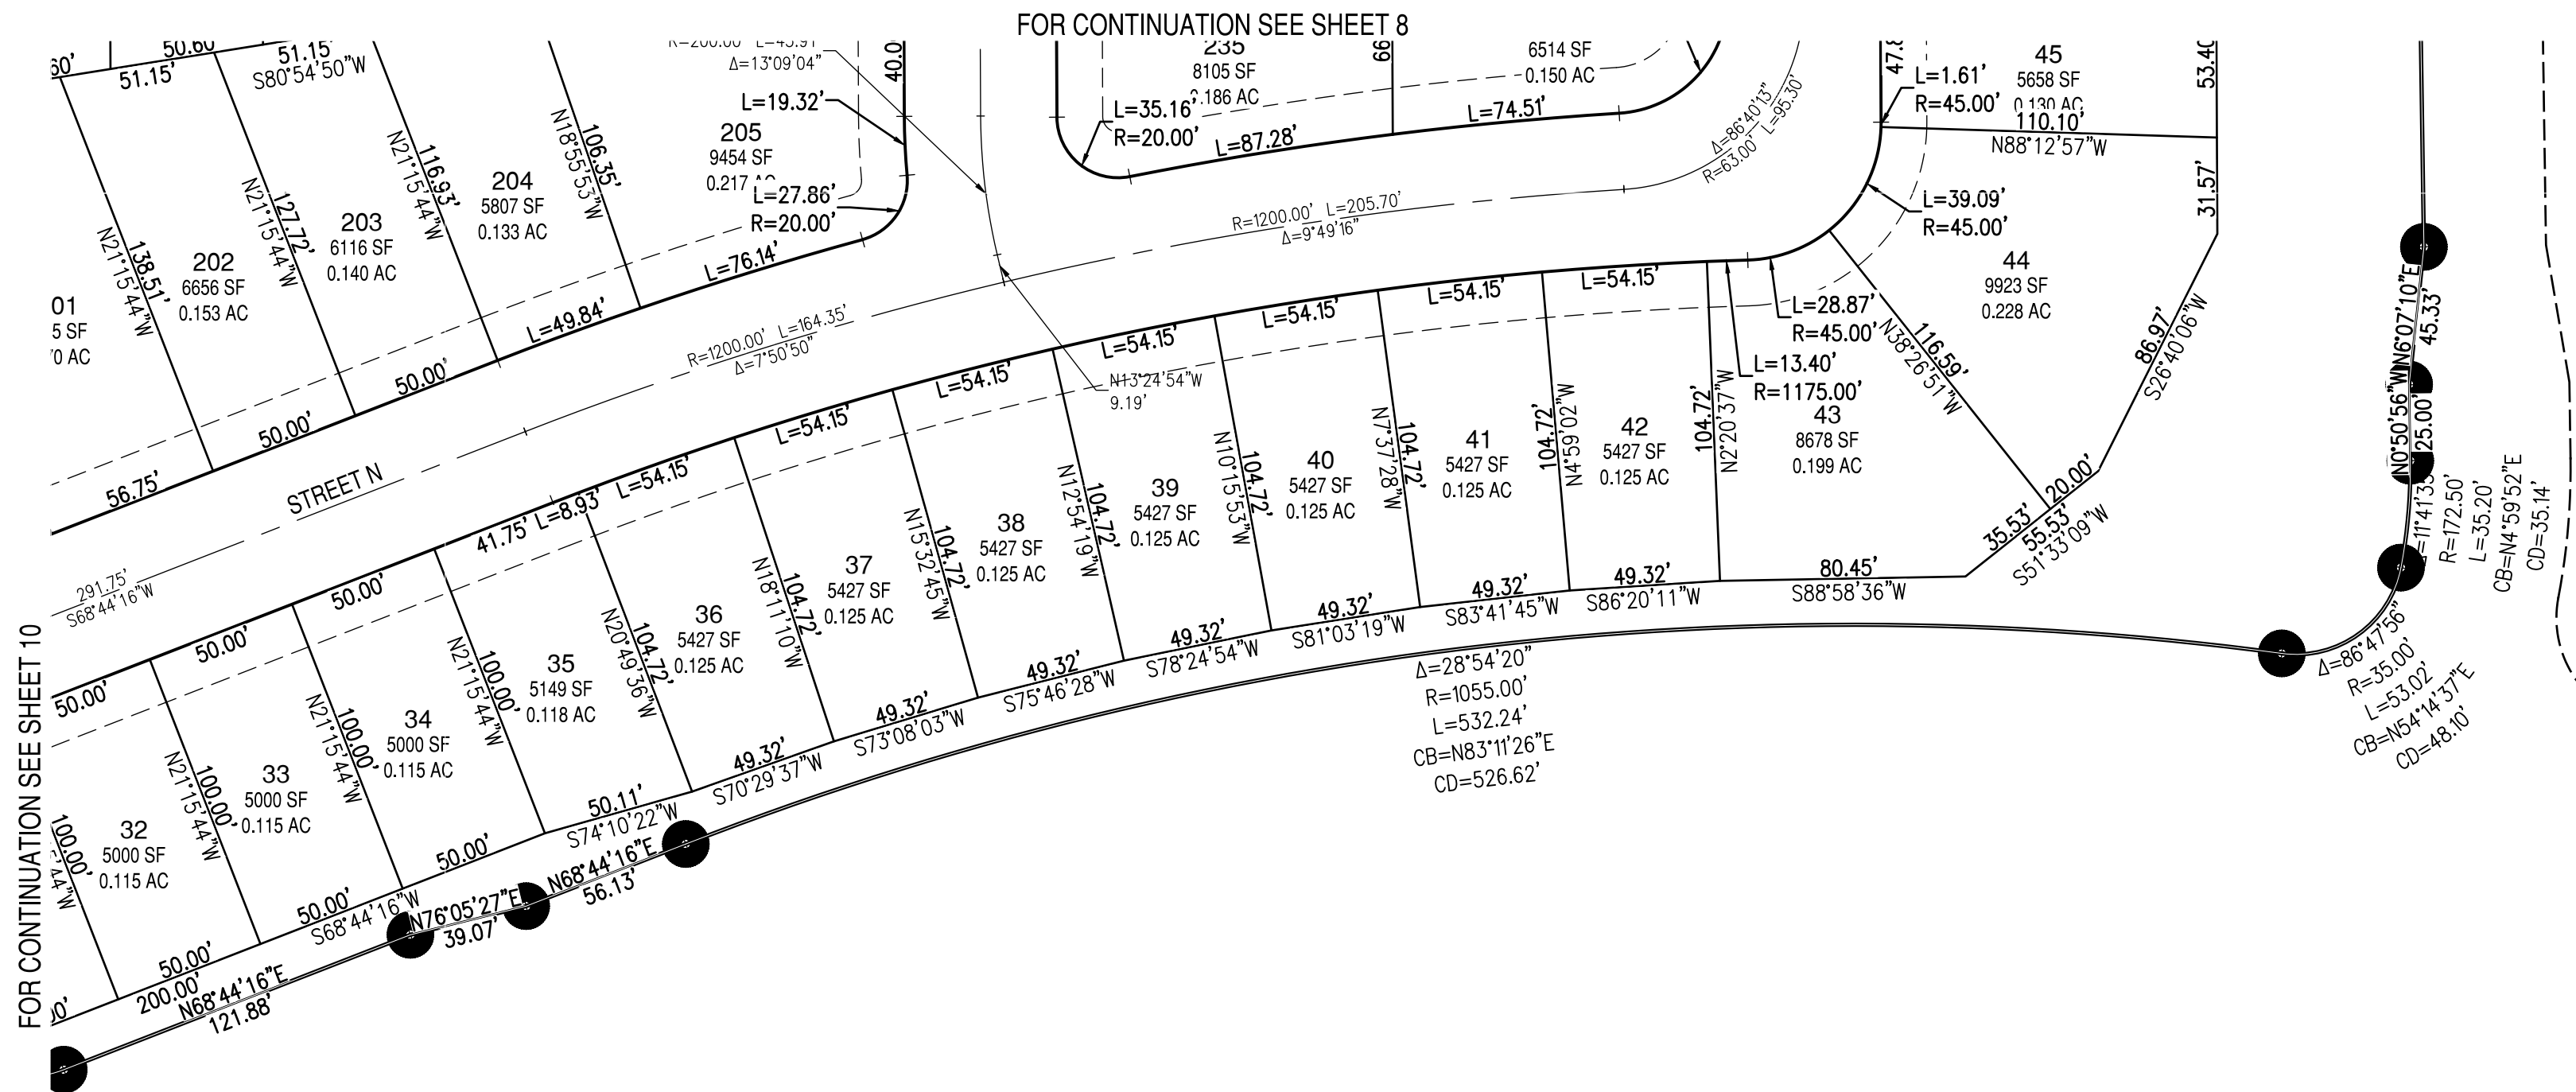 FOR CONTINUATION SEE SHEET 8
FOR CONTINUATION SEE SHEET 10
50.60'
51.15'
51.15'
S80°54'50"W
R=200.00' L=45.91'
Δ=13°09'04"
L=19.32'
L=27.86'
R=20.00'
L=35.16'
R=20.00'
235
8105 SF
0.186 AC
6514 SF
0.150 AC
L=87.28'
L=74.51'
Δ=86°40'13"
R=63.00' L=95.30'
L=1.61'
R=45.00'
45
5658 SF
0.130 AC
110.10'
N88°12'57"W
53.40
31.57'
L=39.09'
R=45.00'
44
9923 SF
0.228 AC
86.97'
S26°40'06"W
138.51'
N21°15'44"W
202
6656 SF
0.153 AC
127.72'
N21°15'44"W
203
6116 SF
0.140 AC
116.93'
N21°15'44"W
204
5807 SF
0.133 AC
106.35'
N18°55'53"W
205
9454 SF
0.217 AC
01
5 SF
0 AC
56.75'
50.00'
50.00'
L=49.84'
L=76.14'
R=1200.00' L=164.35'
Δ=7°50'50"
R=1200.00' L=205.70'
Δ=9°49'16"
N13°24'54"W
9.19'
STREET N
291.75'
S68°44'16"W
50.00'
50.00'
50.00'
41.75'
L=8.93'
L=54.15'
L=54.15'
L=54.15'
L=54.15'
L=54.15'
L=54.15'
L=54.15'
L=28.87'
R=45.00'
L=13.40'
R=1175.00'
116.59'
N38°26'51"W
43
8678 SF
0.199 AC
104.72'
N2°20'37"W
42
5427 SF
0.125 AC
104.72'
N4°59'02"W
41
5427 SF
0.125 AC
104.72'
N7°37'28"W
40
5427 SF
0.125 AC
104.72'
N10°15'53"W
39
5427 SF
0.125 AC
104.72'
N12°54'19"W
38
5427 SF
0.125 AC
104.72'
N15°32'45"W
37
5427 SF
0.125 AC
104.72'
N18°11'10"W
36
5427 SF
0.125 AC
104.72'
N20°49'36"W
35
5149 SF
0.118 AC
100.00'
N21°15'44"W
34
5000 SF
0.115 AC
100.00'
N21°15'44"W
33
5000 SF
0.115 AC
100.00'
N21°15'44"W
32
5000 SF
0.115 AC
100.00'
50.00'
200.00'
50.00'
S68°44'16"W
50.00'
50.11'
S74°10'22"W
49.32'
S70°29'37"W
49.32'
S73°08'03"W
49.32'
S75°46'28"W
49.32'
S78°24'54"W
49.32'
S81°03'19"W
49.32'
S83°41'45"W
49.32'
S86°20'11"W
80.45'
S88°58'36"W
35.53'
20.00'
55.53'
S51°33'09"W
N68°44'16"E
121.88'
N76°05'27"E
39.07'
N68°44'16"E
56.13'
Δ=28°54'20"
R=1055.00'
L=532.24'
CB=N83°11'26"E
CD=526.62'
Δ=86°47'56"
R=35.00'
L=53.02'
CB=N54°14'37"E
CD=48.10'
Δ=11°41'33"
R=172.50'
L=35.20'
CB=N4°59'52"E
CD=35.14'
N0°50'56"W
25.00'
N6°07'10"E
45.33'